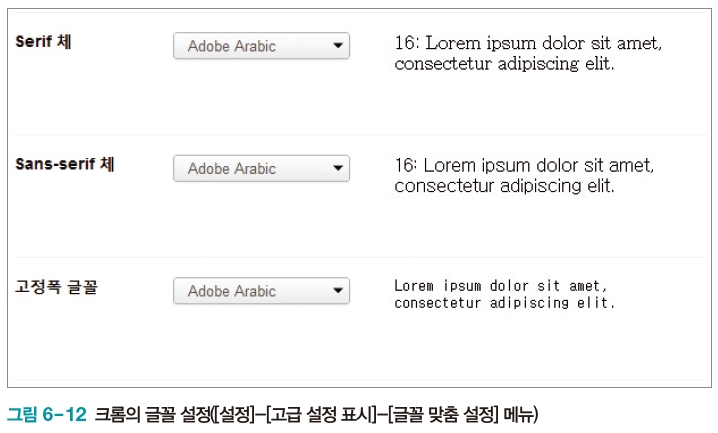 Serif 체
Adobe Arabic
16: Lorem ipsum dolor sit amet,
consectetur adipiscing elit.
Sans-serif 체
Adobe Arabic
16: Lorem ipsum dolor sit amet,
consectetur adipiscing elit.
고정폭 글꼴
Adobe Arabic
Lorem ipsum dolor sit amet,
consectetur adipiscing elit.
그림 6-12 크롬의 글꼴 설정([설정]-[고급 설정 표시]-[글꼴 맞춤 설정] 메뉴)